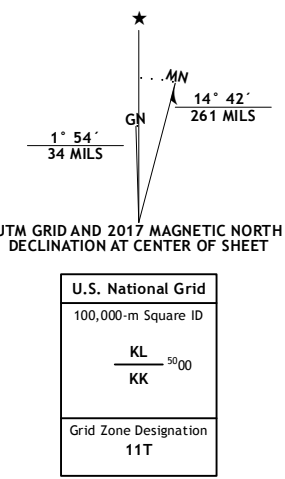 ★
MN
GN
1° 54´
34 MILS
14° 42´
261 MILS
UTM GRID AND 2017 MAGNETIC NORTH
DECLINATION AT CENTER OF SHEET
U.S. National Grid
100,000-m Square ID
KL
5000
KK
Grid Zone Designation
11T